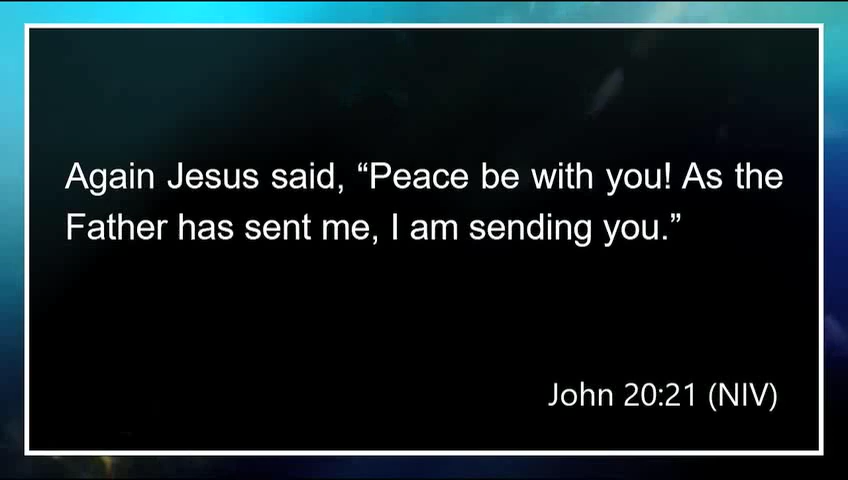 Again Jesus said, “Peace be with you! As the
Father has sent me, I am sending you.”
John 20:21 (NIV)